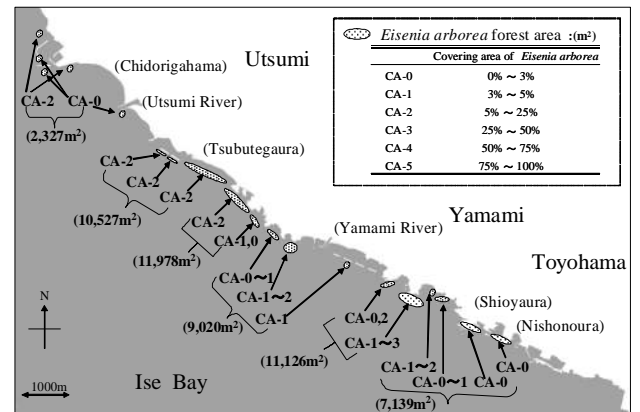 Eisenia arborea forest area :(m²)
Covering area of Eisenia arborea
CA-0 0% ~ 3%
CA-1 3% ~ 5%
CA-2 5% ~ 25%
CA-3 25% ~ 50%
CA-4 50% ~ 75%
CA-5 75% ~ 100%
Utsumi
(Chidorigahama)
CA-2 CA-0
(Utsumi River)
(2,327m²)
(Tsubutegaura)
CA-2
CA-2
CA-2
(10,527m²)
CA-2
CA-1,0
(11,978m²)
Yamami
(Yamami River)
CA-0~1
CA-1~2
CA-1
(9,020m²)
Toyohama
(Shioyaura)
(Nishonoura)
CA-0,2
CA-1~3
(11,126m²)
CA-1~2
CA-0~1
CA-0
CA-0
(7,139m²)
N
1000m
Ise Bay